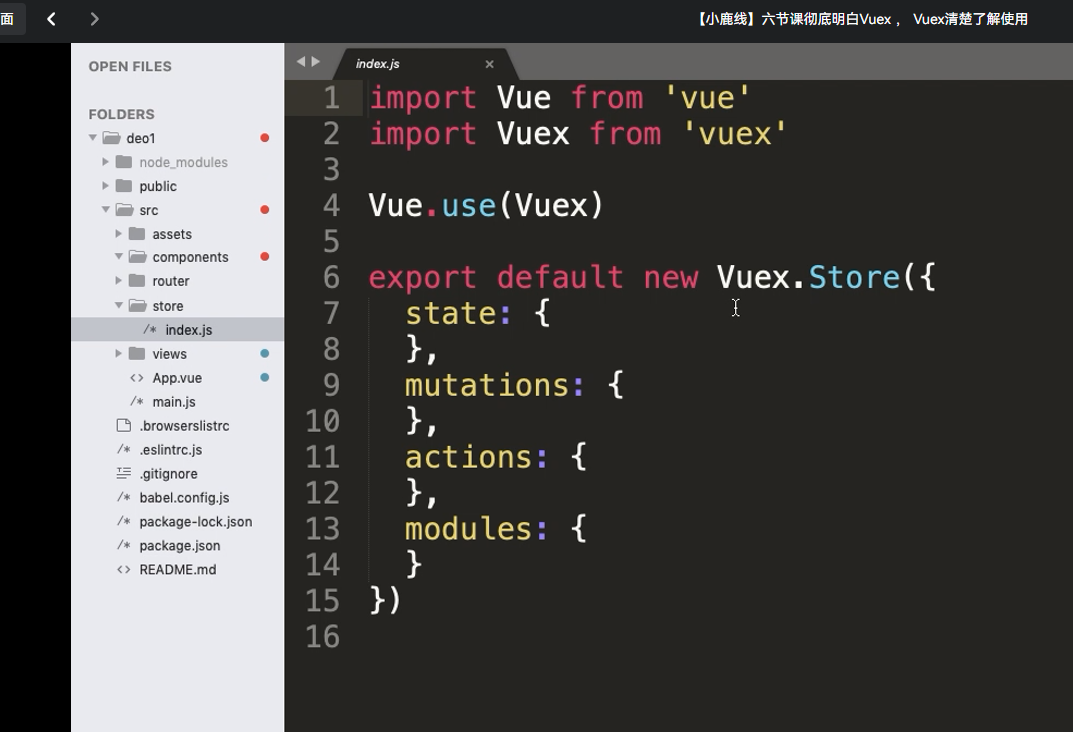 面
【小鹿线】六节课彻底明白Vuex ， Vuex清楚了解使用
OPEN FILES
FOLDERS
deo1
node_modules
public
src
assets
components
router
store
/* index.js
views
<> App.vue
/* main.js
.browserslistrc
/* .eslintrc.js
.gitignore
/* babel.config.js
/* package-lock.json
/* package.json
<> README.md
index.js ×
1 import Vue from 'vue'
2 import Vuex from 'vuex'
3
4 Vue.use(Vuex)
5
6 export default new Vuex.Store({
7   state: {
8   },
9   mutations: {
10   },
11   actions: {
12   },
13   modules: {
14   }
15 })
16